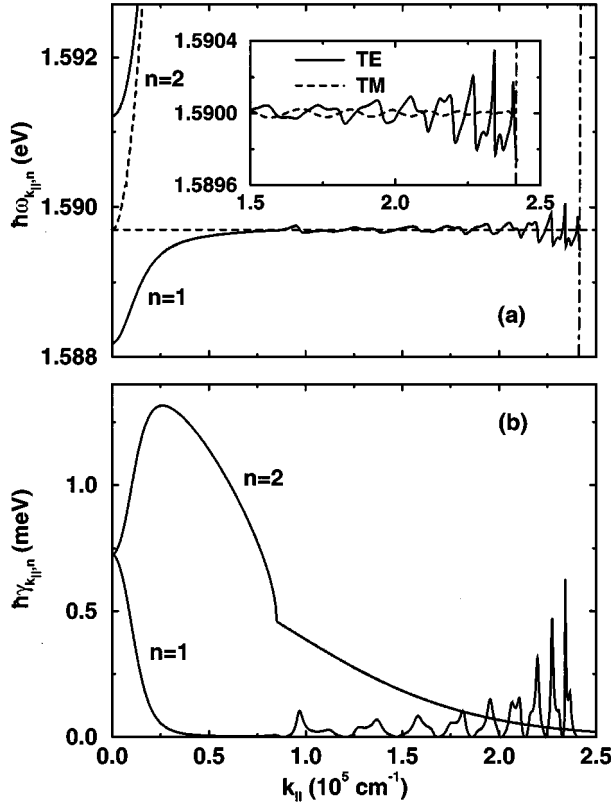 1.592
n=2
ħω_{k||,n} (eV)
1.590
n=1
1.588
(a)
1.5904
1.5900
1.5896
TE
TM
1.5
2.0
2.5
(b)
1.0
0.5
0.0
ħγ_{k||,n} (meV)
n=2
n=1
0.0
0.5
1.0
1.5
2.0
2.5
k_{||} (10^5 cm^{-1})